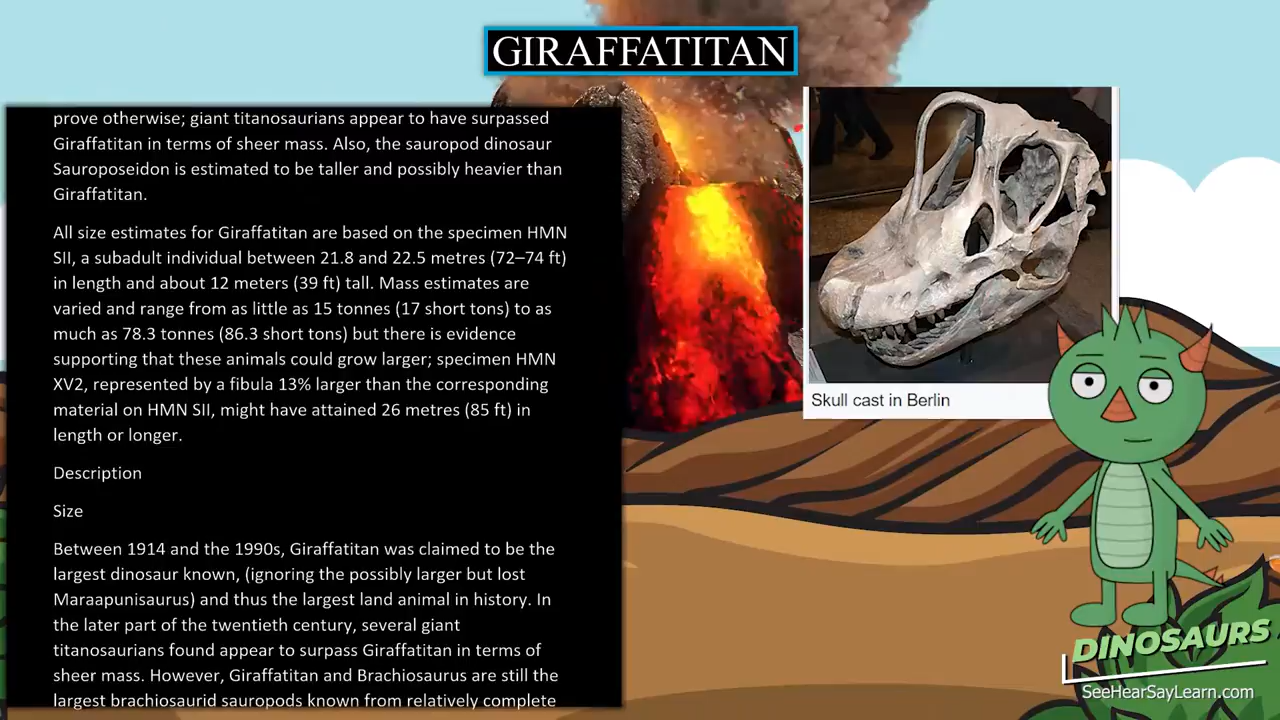 GIRAFFATITAN
prove otherwise; giant titanosaurians appear to have surpassed
Giraffatitan in terms of sheer mass. Also, the sauropod dinosaur
Sauroposeidon is estimated to be taller and possibly heavier than
Giraffatitan.
All size estimates for Giraffatitan are based on the specimen HMN
SII, a subadult individual between 21.8 and 22.5 metres (72–74 ft)
in length and about 12 meters (39 ft) tall. Mass estimates are
varied and range from as little as 15 tonnes (17 short tons) to as
much as 78.3 tonnes (86.3 short tons) but there is evidence
supporting that these animals could grow larger; specimen HMN
XV2, represented by a fibula 13% larger than the corresponding
material on HMN SII, might have attained 26 metres (85 ft) in
length or longer.
Description
Size
Between 1914 and the 1990s, Giraffatitan was claimed to be the
largest dinosaur known, (ignoring the possibly larger but lost
Maraapunisaurus) and thus the largest land animal in history. In
the later part of the twentieth century, several giant
titanosaurians found appear to surpass Giraffatitan in terms of
sheer mass. However, Giraffatitan and Brachiosaurus are still the
largest brachiosaurid sauropods known from relatively complete
Skull cast in Berlin
DINOSAURS
SeeHearSayLearn.com